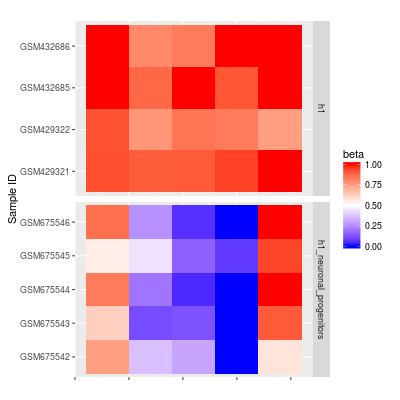 GSM432686
GSM432685
GSM429322
GSM429321
h1
GSM675546
GSM675545
GSM675544
GSM675543
GSM675542
h1_neuronal_progenitors
Sample ID
beta
1.00
0.75
0.50
0.25
0.00